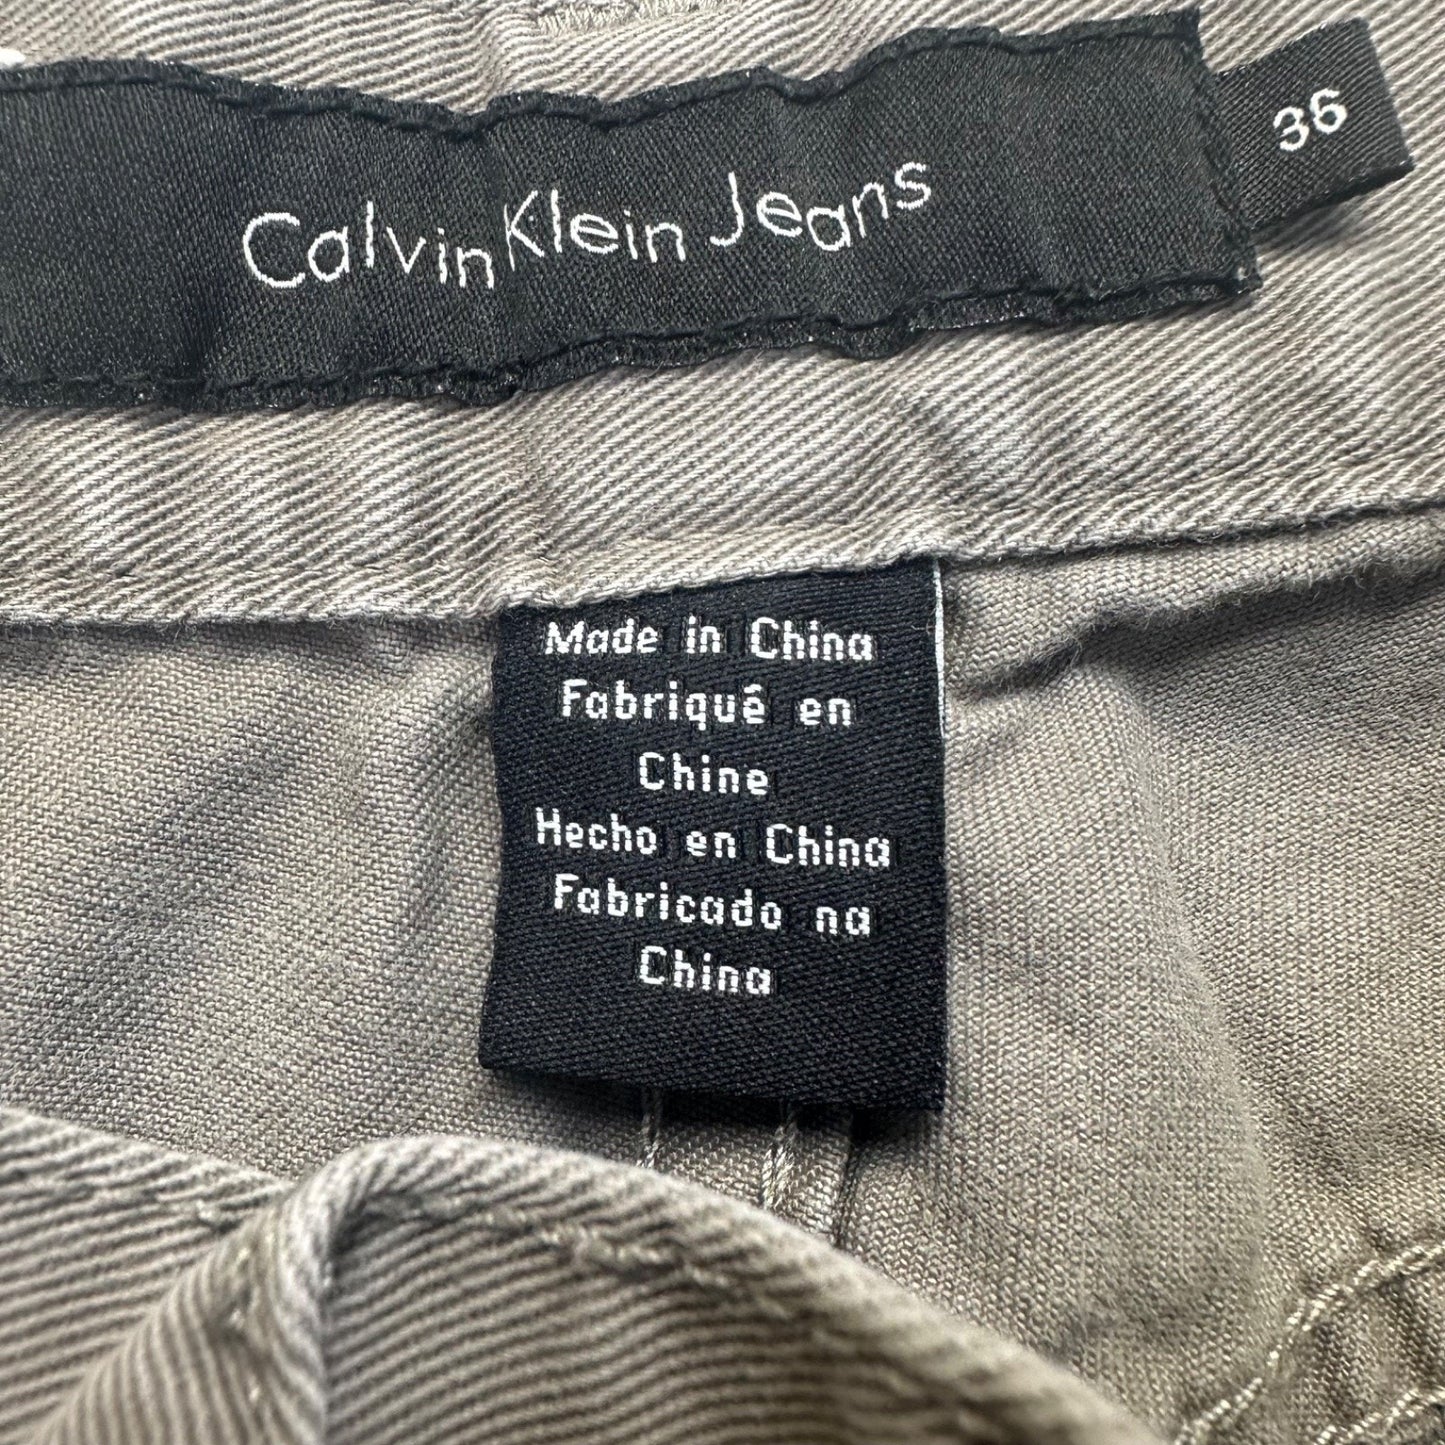 Calvin Klein Jeans
36
Made in China
Fabriqué en
Chine
Hecho en China
Fabricado na
China